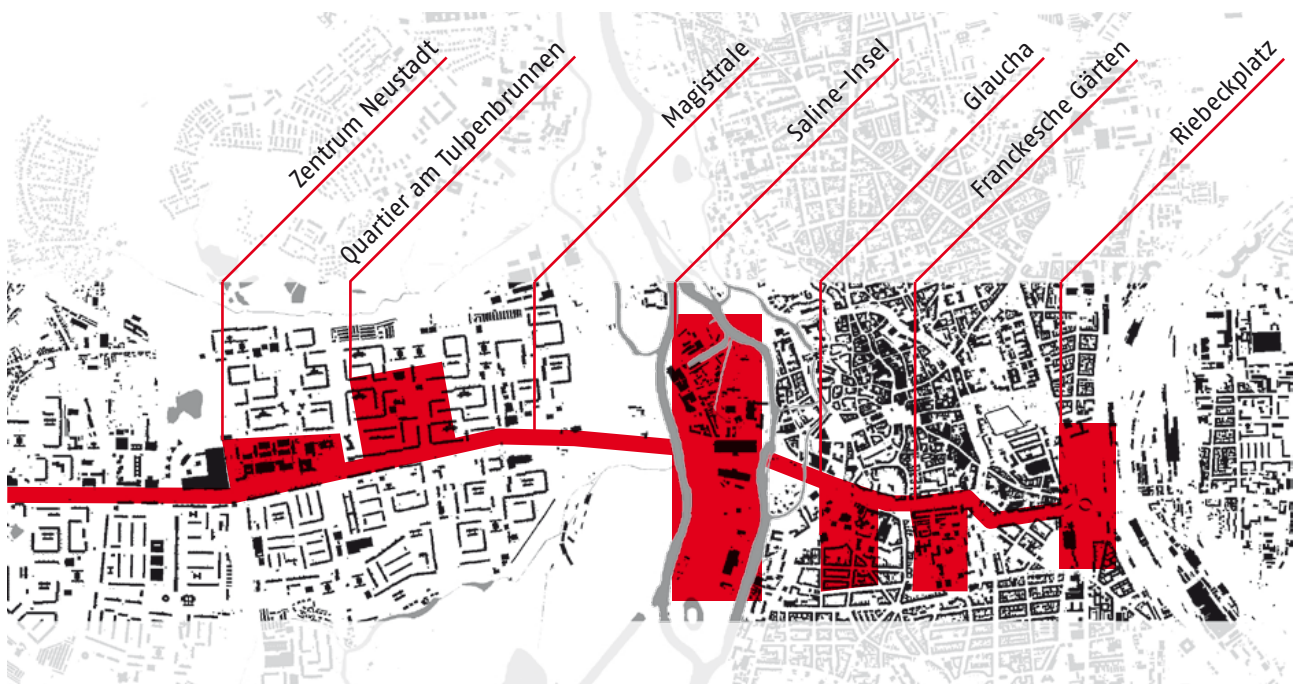 Zentrum Neustadt
Quartier am Tulpenbrunnen
Magistrale
Saline-Insel
Glaucha
Franckesche Gärten
Riebeckplatz